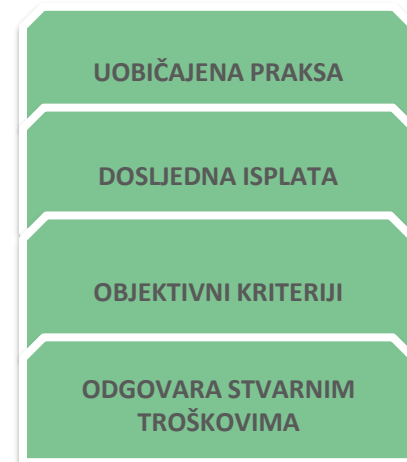 UOBIČAJENA PRAKSA
DOSLJEDNA ISPLATA
OBJEKTIVNI KRITERIJI
ODGOVARA STVARNIM
TROŠKOVIMA